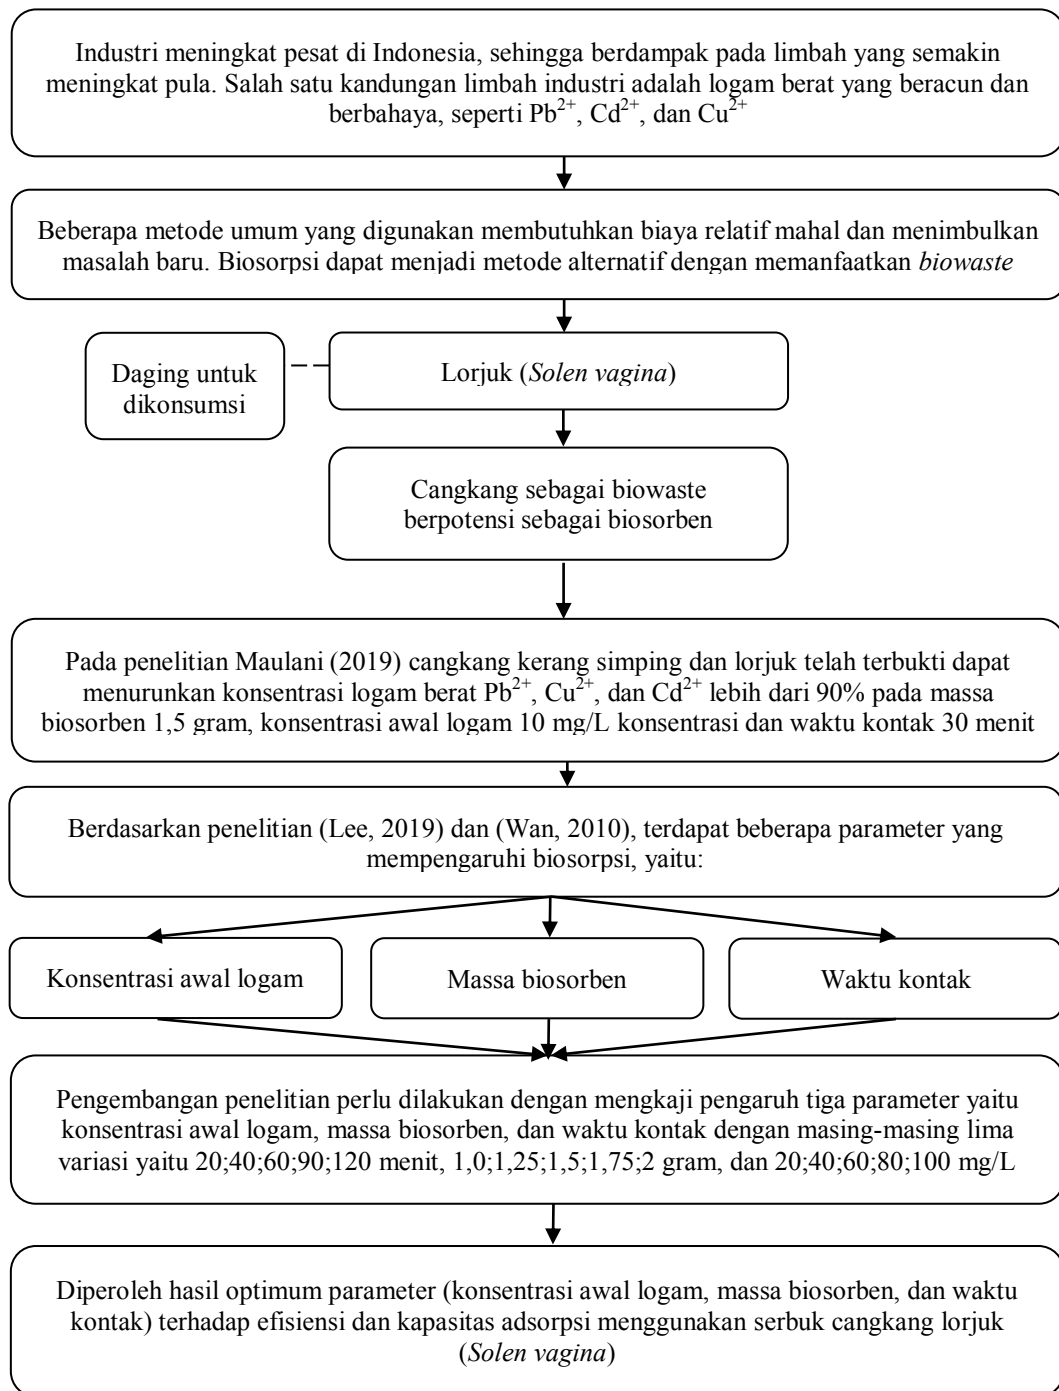 Industri meningkat pesat di Indonesia, sehingga berdampak pada limbah yang semakin
meningkat pula. Salah satu kandungan limbah industri adalah logam berat yang beracun dan
berbahaya, seperti Pb²⁺, Cd²⁺, dan Cu²⁺
Beberapa metode umum yang digunakan membutuhkan biaya relatif mahal dan menimbulkan
masalah baru. Biosorpsi dapat menjadi metode alternatif dengan memanfaatkan biowaste
Daging untuk
dikonsumsi
Lorjuk (Solen vagina)
Cangkang sebagai biowaste
berpotensi sebagai biosorben
Pada penelitian Maulani (2019) cangkang kerang simping dan lorjuk telah terbukti dapat
menurunkan konsentrasi logam berat Pb²⁺, Cu²⁺, dan Cd²⁺ lebih dari 90% pada massa
biosorben 1,5 gram, konsentrasi awal logam 10 mg/L konsentrasi dan waktu kontak 30 menit
Berdasarkan penelitian (Lee, 2019) dan (Wan, 2010), terdapat beberapa parameter yang
mempengaruhi biosorpsi, yaitu:
Konsentrasi awal logam
Massa biosorben
Waktu kontak
Pengembangan penelitian perlu dilakukan dengan mengkaji pengaruh tiga parameter yaitu
konsentrasi awal logam, massa biosorben, dan waktu kontak dengan masing-masing lima
variasi yaitu 20;40;60;90;120 menit, 1,0;1,25;1,5;1,75;2 gram, dan 20;40;60;80;100 mg/L
Diperoleh hasil optimum parameter (konsentrasi awal logam, massa biosorben, dan waktu
kontak) terhadap efisiensi dan kapasitas adsorpsi menggunakan serbuk cangkang lorjuk
(Solen vagina)